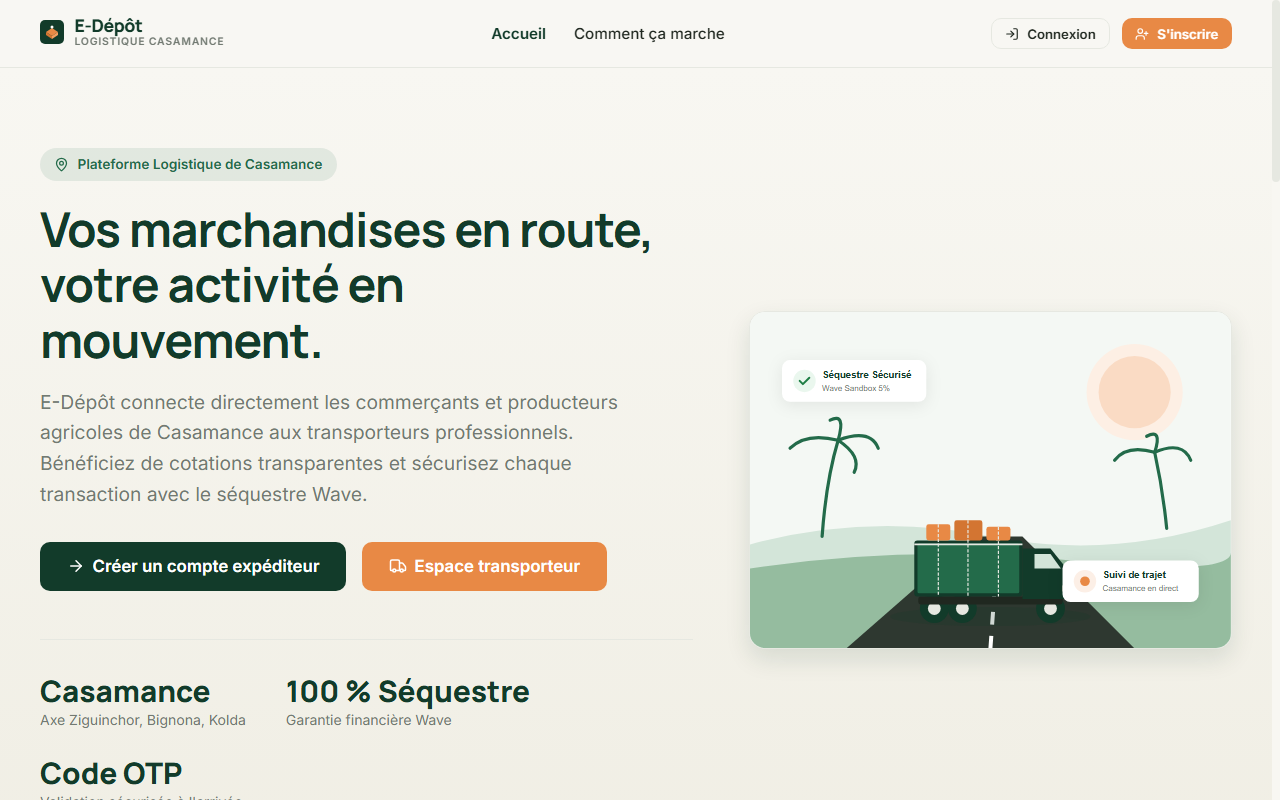 E-Dépôt
LOGISTIQUE CASAMANCE
Accueil
Comment ça marche
Connexion
S'inscrire
Plateforme Logistique de Casamance
Vos marchandises en route,
votre activité en
mouvement.
E-Dépôt connecte directement les commerçants et producteurs
agricoles de Casamance aux transporteurs professionnels.
Bénéficiez de cotations transparentes et sécurisez chaque
transaction avec le séquestre Wave.
Créer un compte expéditeur
Espace transporteur
Séquestre Sécurisé
Wave Sandbox 5%
Suivi de trajet
Casamance en direct
Casamance
Axe Ziguinchor, Bignona, Kolda
100 % Séquestre
Garantie financière Wave
Code OTP
Validation sécurisée à l'arrivée